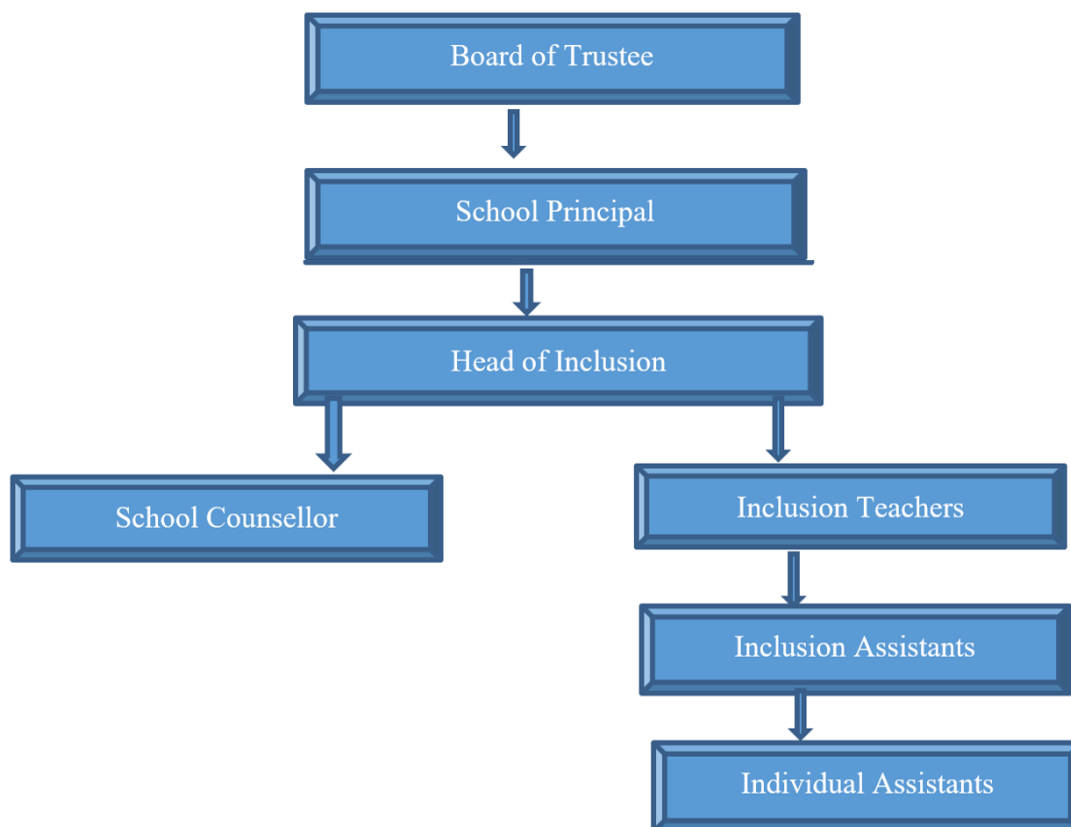 Board of Trustee
School Principal
Head of Inclusion
School Counsellor
Inclusion Teachers
Inclusion Assistants
Individual Assistants